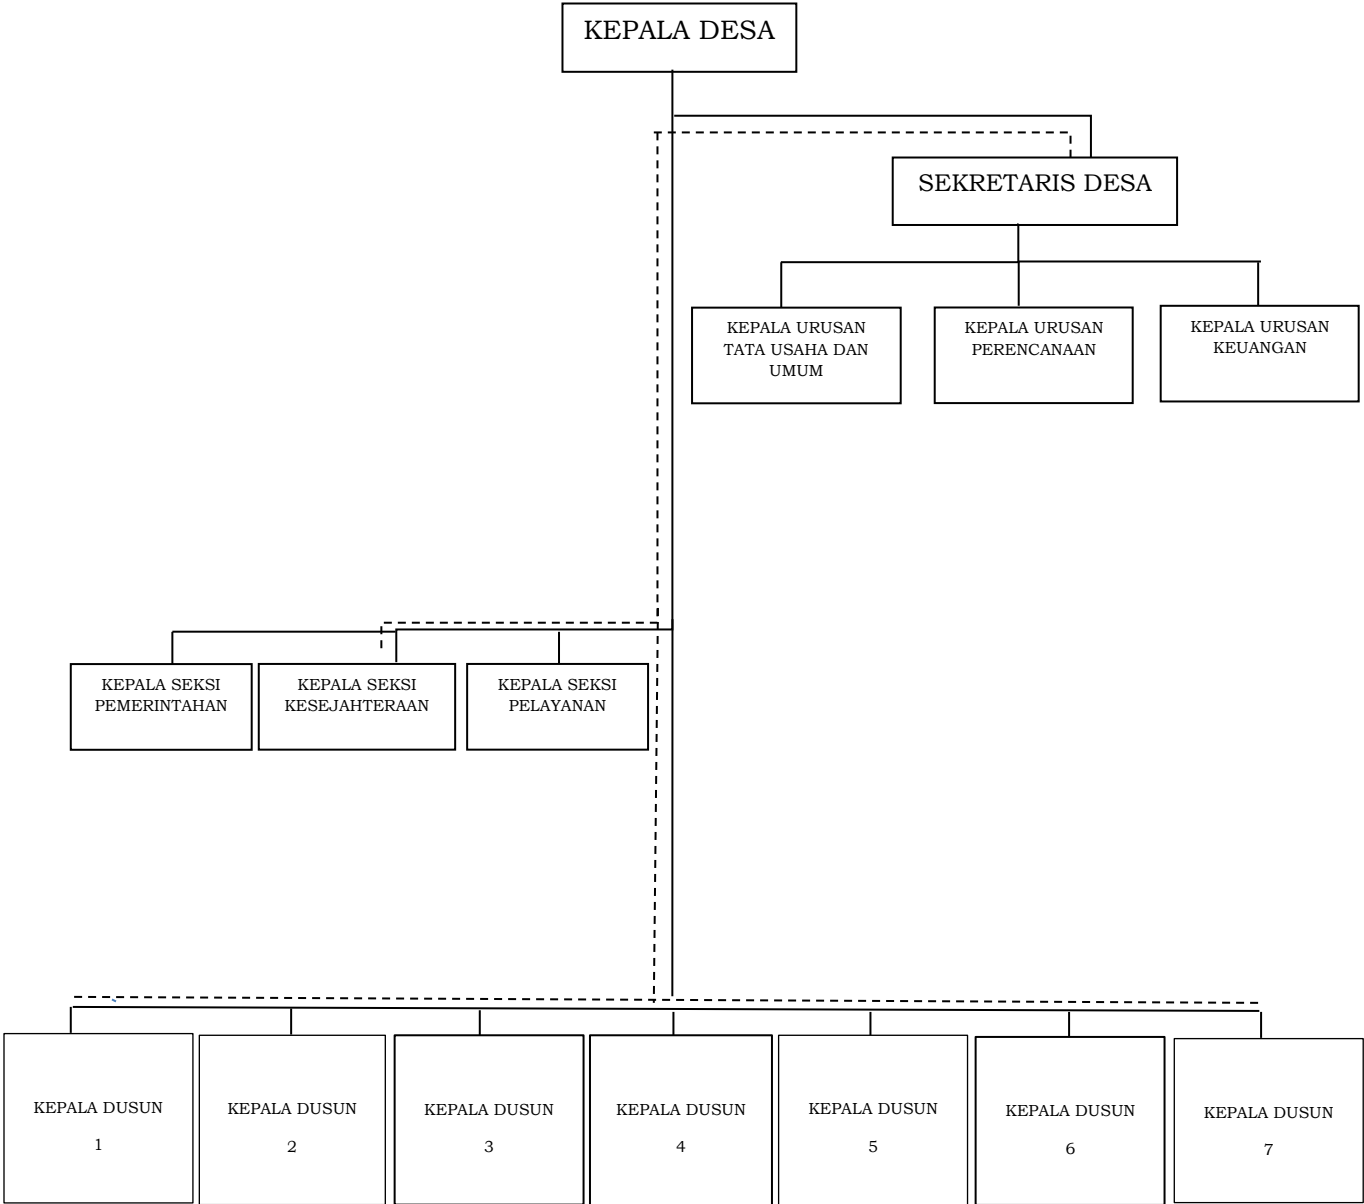 KEPALA DESA
SEKRETARIS DESA
KEPALA URUSAN
TATA USAHA DAN
UMUM
KEPALA URUSAN
PERENCANAAN
KEPALA URUSAN
KEUANGAN
KEPALA SEKSI
PEMERINTAHAN
KEPALA SEKSI
KESEJAHTERAAN
KEPALA SEKSI
PELAYANAN
KEPALA DUSUN
1
KEPALA DUSUN
2
KEPALA DUSUN
3
KEPALA DUSUN
4
KEPALA DUSUN
5
KEPALA DUSUN
6
KEPALA DUSUN
7